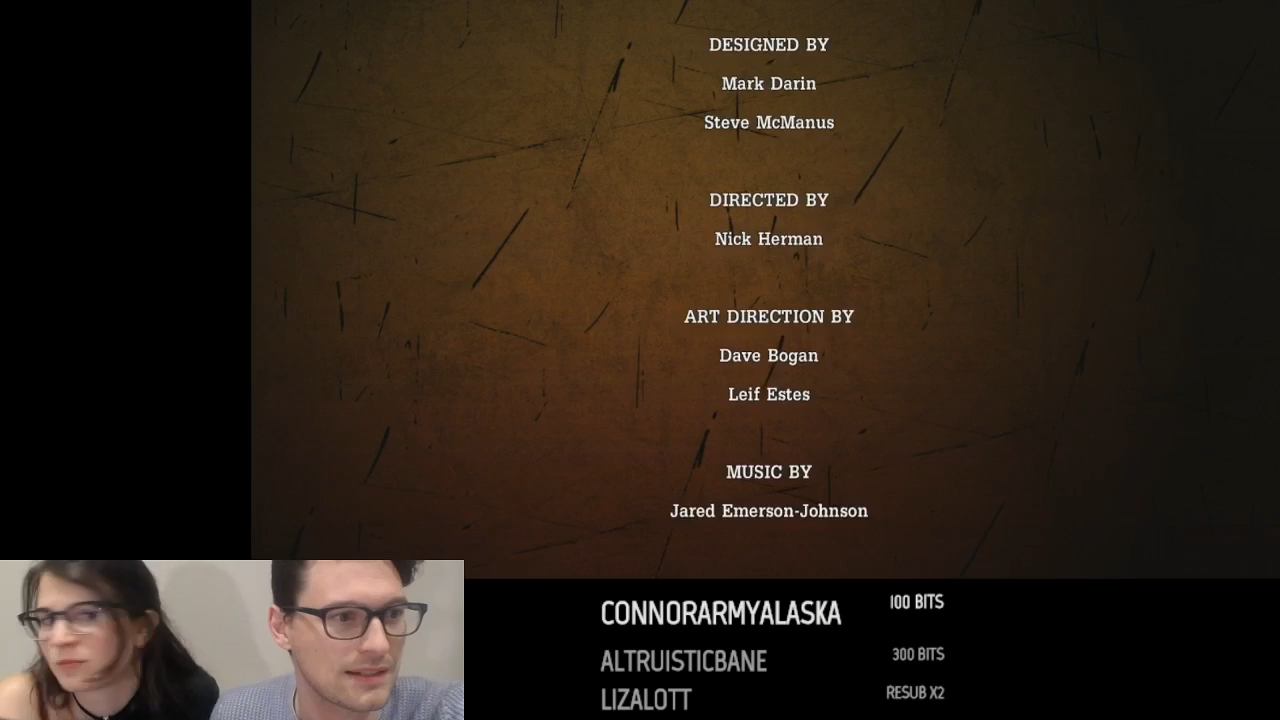 DESIGNED BY
Mark Darin
Steve McManus
DIRECTED BY
Nick Herman
ART DIRECTION BY
Dave Bogan
Leif Estes
MUSIC BY
Jared Emerson-Johnson
CONNORARMYALASKA 100 BITS
ALTRUISTICBANE 300 BITS
LIZALOTT RESUB X2